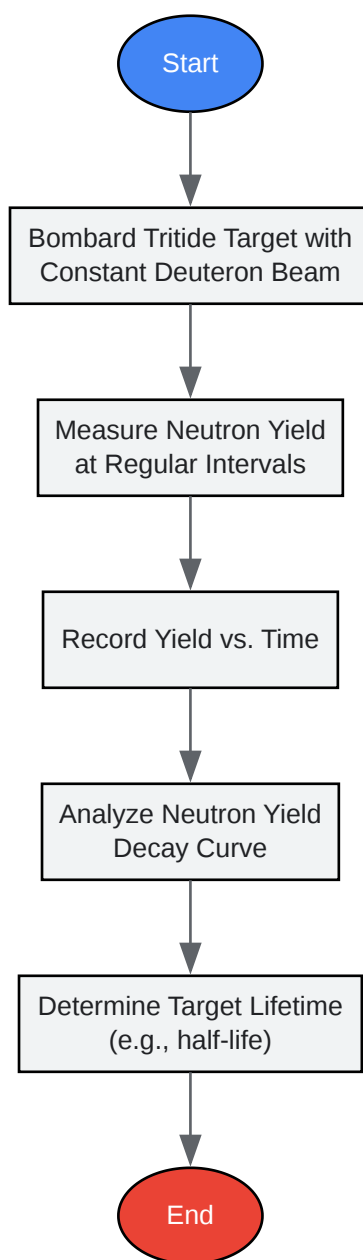 Start
Bombard Tritide Target with
Constant Deuteron Beam
Measure Neutron Yield
at Regular Intervals
Record Yield vs. Time
Analyze Neutron Yield
Decay Curve
Determine Target Lifetime
(e.g., half-life)
End